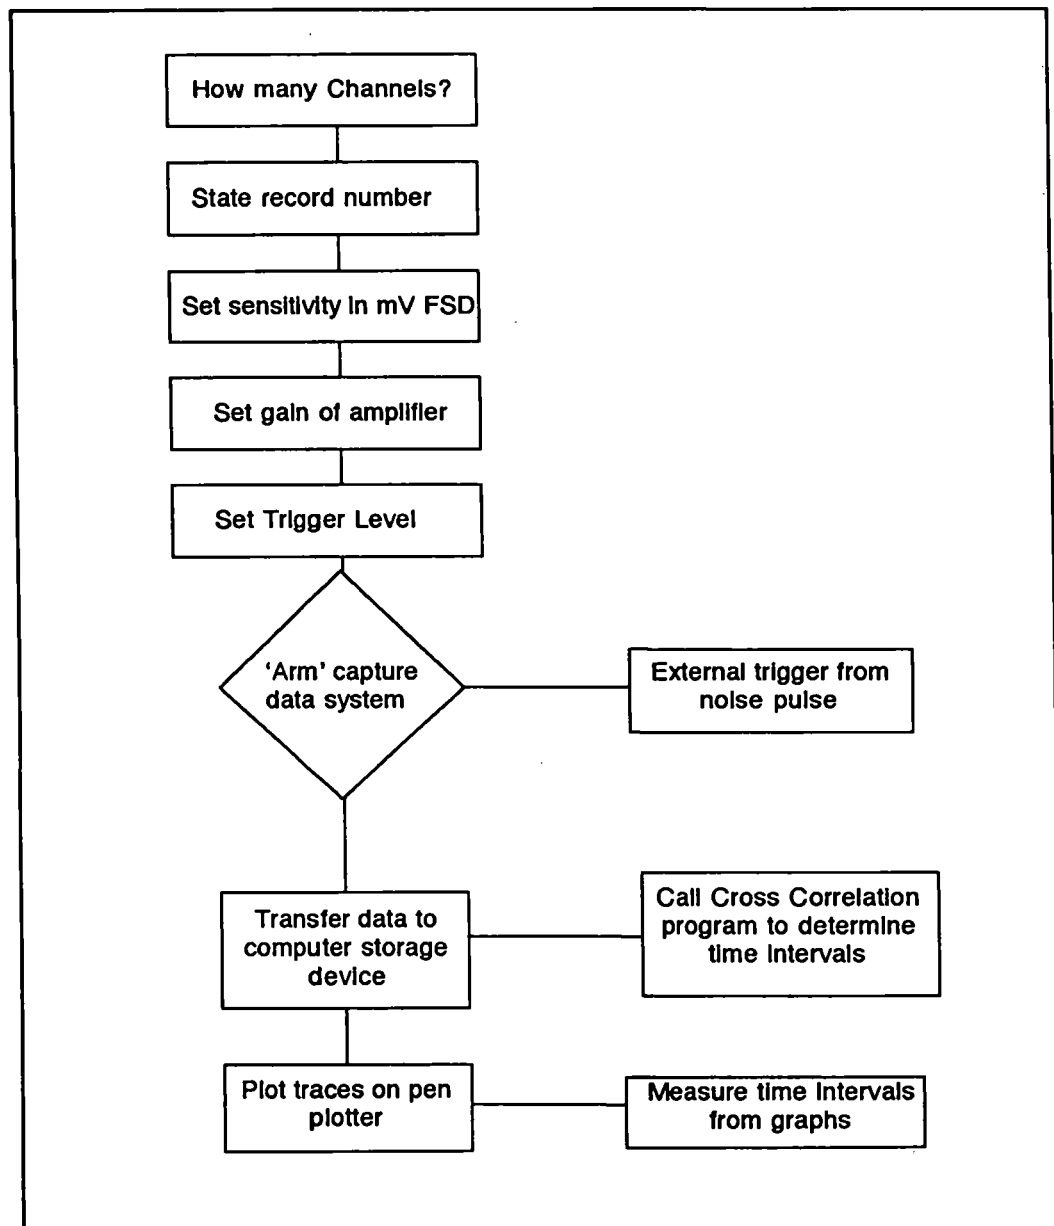 How many Channels?
State record number
Set sensitivity in mV FSD
Set gain of amplifier
Set Trigger Level
'Arm' capture
data system
External trigger from
noise pulse
Transfer data to
computer storage
device
Call Cross Correlation
program to determine
time intervals
Plot traces on pen
plotter
Measure time intervals
from graphs